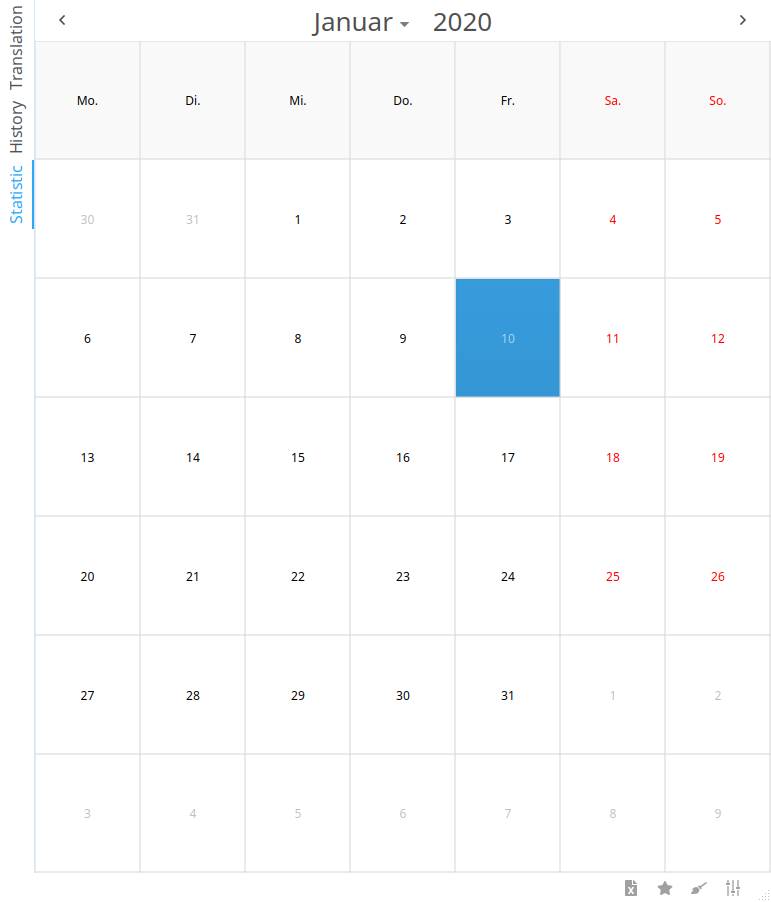 Januar 2020
Translation
History
Statistic
Mo. Di. Mi. Do. Fr. Sa. So.
30 31 1 2 3 4 5
6 7 8 9 10 11 12
13 14 15 16 17 18 19
20 21 22 23 24 25 26
27 28 29 30 31 1 2
3 4 5 6 7 8 9